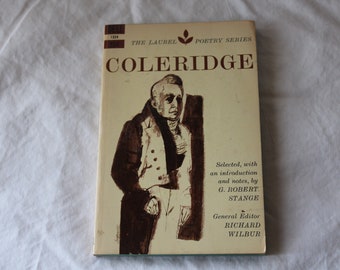 THE LAUREL POETRY SERIES
COLERIDGE
Selected, with
an introduction
and notes, by
G. ROBERT
STANGE
General Editor
RICHARD
WILBUR